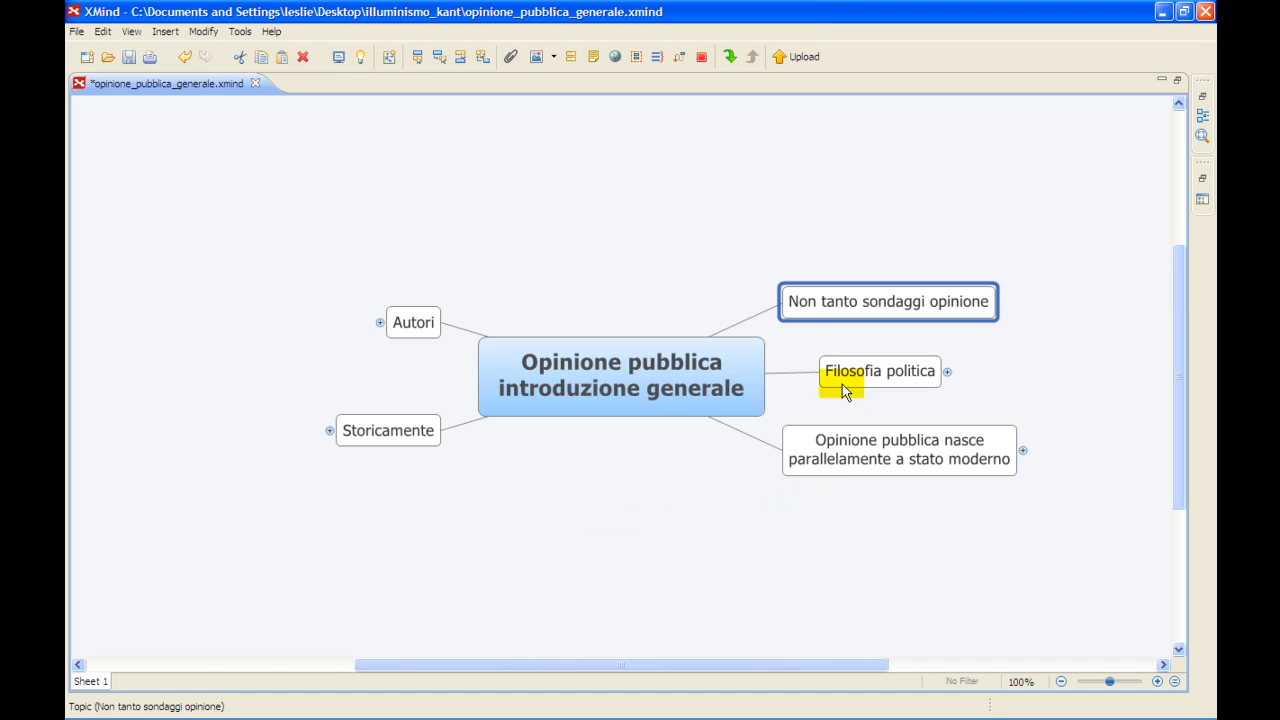 XMind - C:\Documents and Settings\leslie\Desktop\illuminismo_kant\opinione_pubblica_generale.xmind
File Edit View Insert Modify Tools Help
Upload
*opinione_pubblica_generale.xmind
Non tanto sondaggi opinione
Autori
Opinione pubblica
introduzione generale
Filosofia politica
Storicamente
Opinione pubblica nasce
parallelamente a stato moderno
Sheet 1
No Filter
100%
Topic (Non tanto sondaggi opinione)